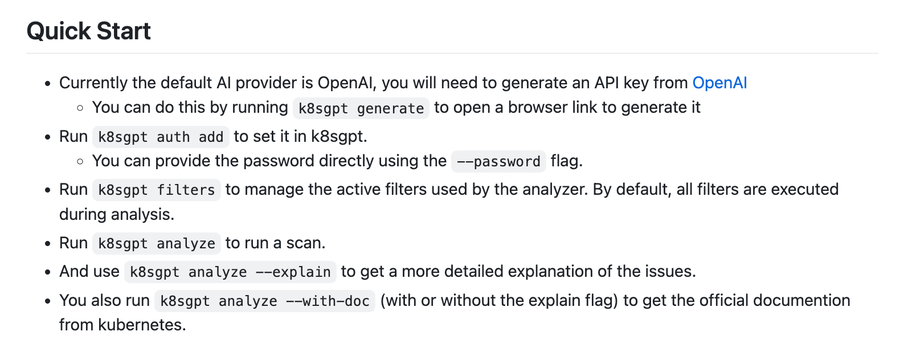 Quick Start
• Currently the default AI provider is OpenAI, you will need to generate an API key from OpenAI
◦ You can do this by running k8sgpt generate to open a browser link to generate it
• Run k8sgpt auth add to set it in k8sgpt.
◦ You can provide the password directly using the --password flag.
• Run k8sgpt filters to manage the active filters used by the analyzer. By default, all filters are executed
during analysis.
• Run k8sgpt analyze to run a scan.
• And use k8sgpt analyze --explain to get a more detailed explanation of the issues.
• You also run k8sgpt analyze --with-doc (with or without the explain flag) to get the official documention
from kubernetes.